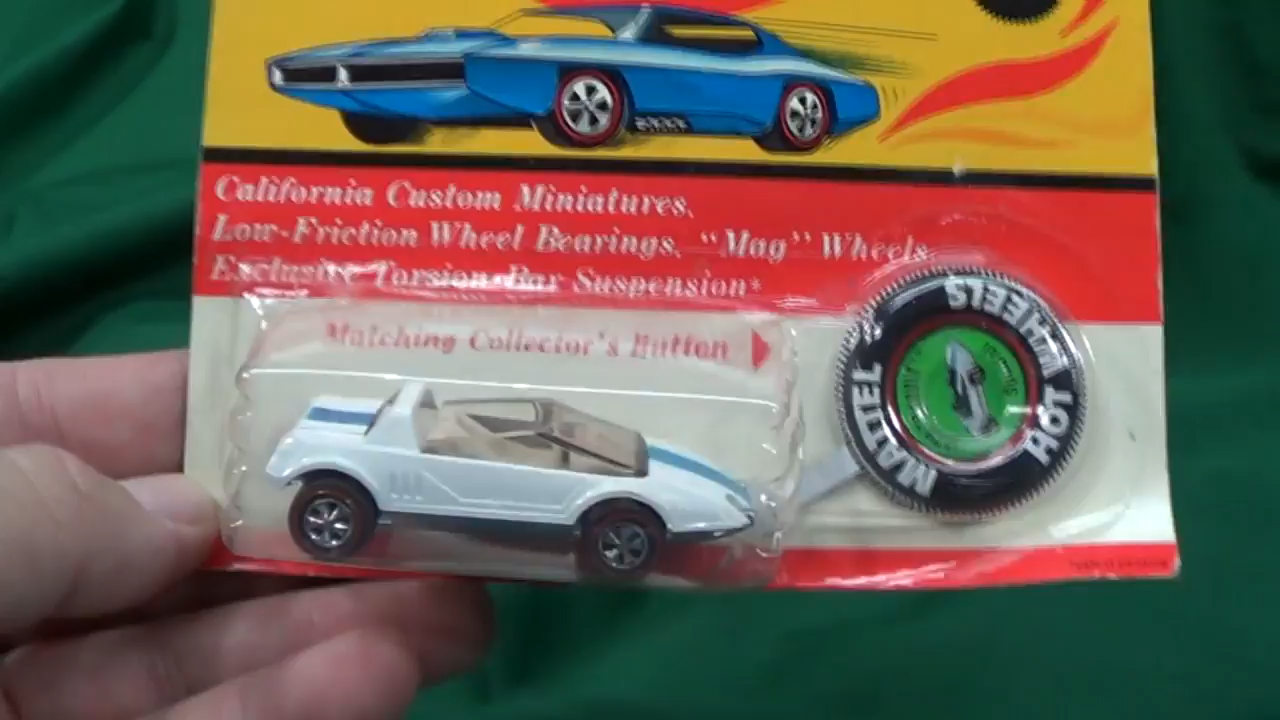 California Custom Miniatures.
Low-Friction Wheel Bearings. “Mag” Wheels
Exclusive Torsion-Bar Suspension*
Matching Collector's Button
MATTEL HOT WHEELS